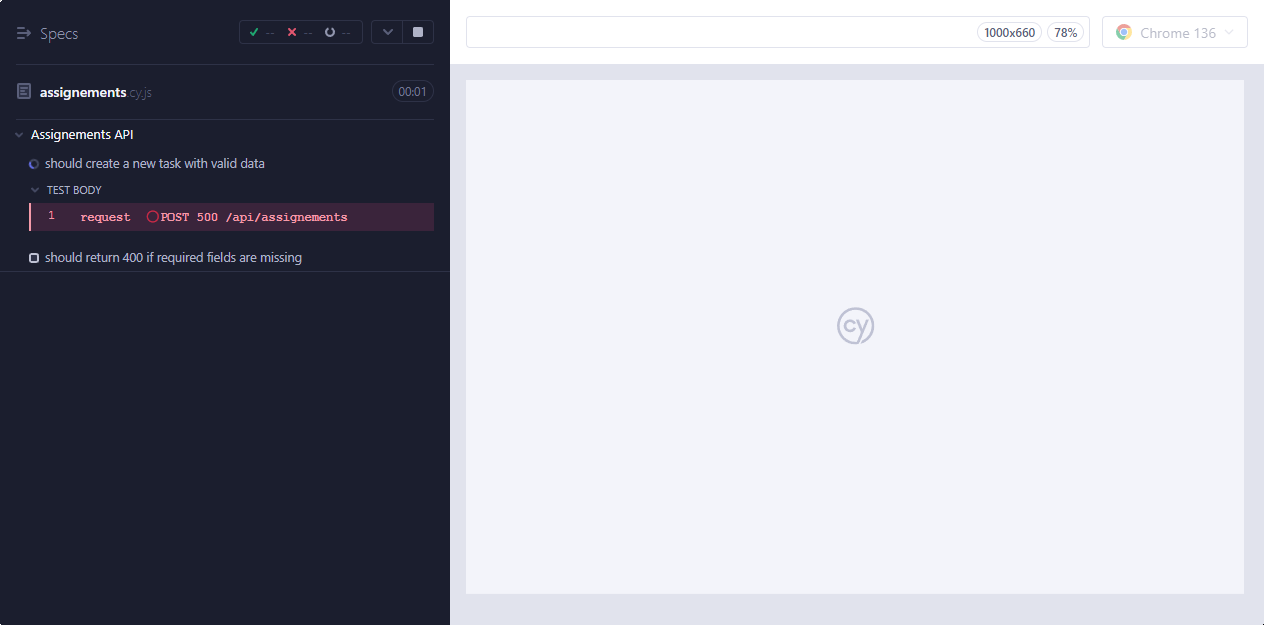 Specs
-- -- --
assignements.cy.js 00:01
Assignements API
should create a new task with valid data
TEST BODY
1 request POST 500 /api/assignements
should return 400 if required fields are missing
1000x660 78% Chrome 136
cy